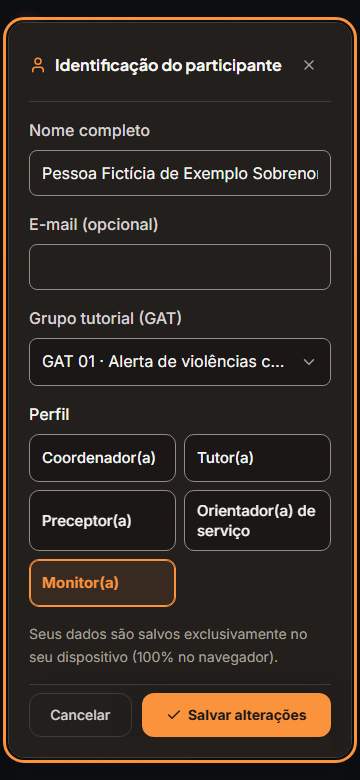 Identificação do participante
Nome completo
Pessoa Fictícia de Exemplo Sobrenor
E-mail (opcional)
Grupo tutorial (GAT)
GAT 01 · Alerta de violências c...
Perfil
Coordenador(a)
Tutor(a)
Preceptor(a)
Orientador(a) de
serviço
Monitor(a)
Seus dados são salvos exclusivamente no
seu dispositivo (100% no navegador).
Cancelar
Salvar alterações